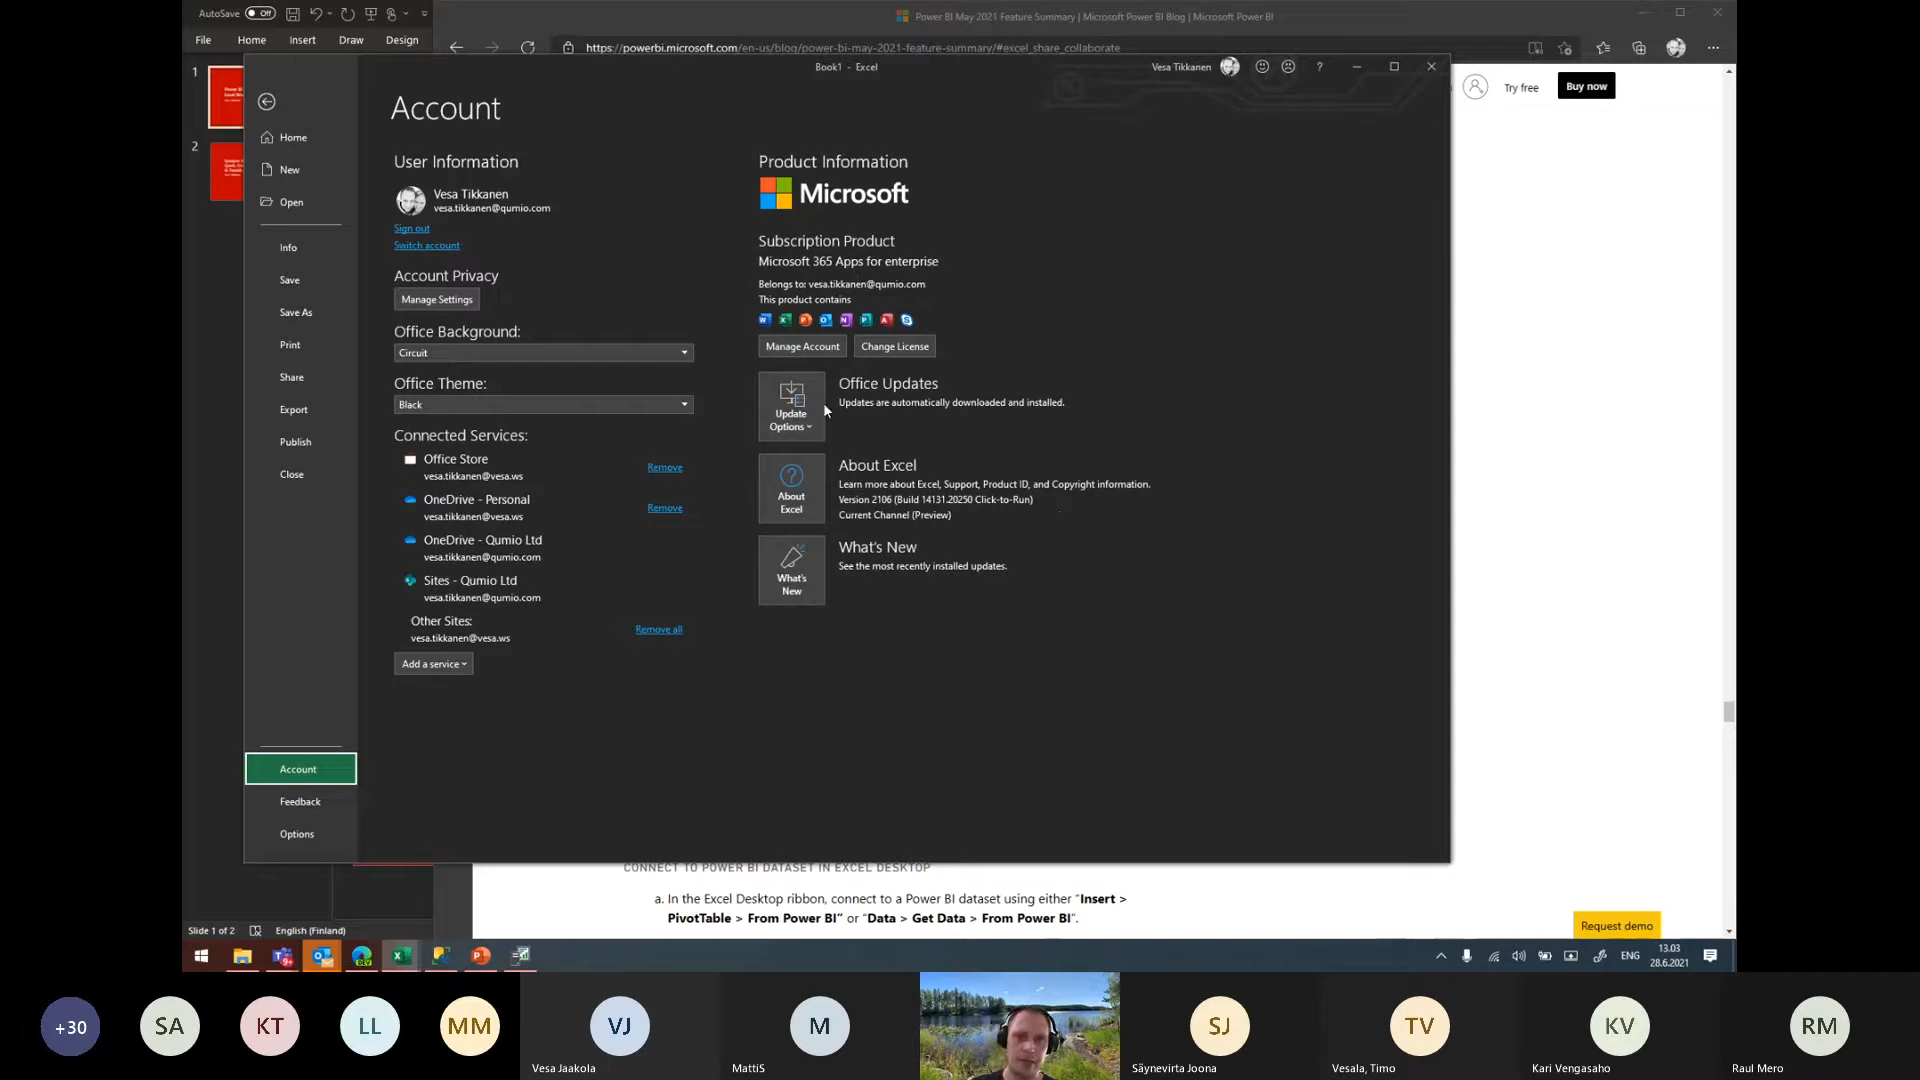 AutoSave Off
Power BI May 2021 Feature Summary | Microsoft Power BI Blog | Microsoft Power BI
File Home Insert Draw Design
https://powerbi.microsoft.com/en-us/blog/power-bi-may-2021-feature-summary/#excel_share_collaborate
Book1 - Excel
Vesa Tikkanen
?
Try free
Buy now
1
2
Account
Home
New
Open
Info
Save
Save As
Print
Share
Export
Publish
Close
Account
Feedback
Options
User Information
Vesa Tikkanen
vesa.tikkanen@qumio.com
Sign out
Switch account
Account Privacy
Manage Settings
Office Background:
Circuit
Office Theme:
Black
Connected Services:
Office Store
vesa.tikkanen@vesa.ws
Remove
OneDrive - Personal
vesa.tikkanen@vesa.ws
Remove
OneDrive - Qumio Ltd
vesa.tikkanen@qumio.com
Sites - Qumio Ltd
vesa.tikkanen@qumio.com
Other Sites:
vesa.tikkanen@vesa.ws
Remove all
Add a service
Product Information
Microsoft
Subscription Product
Microsoft 365 Apps for enterprise
Belongs to: vesa.tikkanen@qumio.com
This product contains
Manage Account
Change License
Update
Options
Office Updates
Updates are automatically downloaded and installed.
About
Excel
About Excel
Learn more about Excel, Support, Product ID, and Copyright information.
Version 2106 (Build 14131.20250 Click-to-Run)
Current Channel (Preview)
What's
New
What's New
See the most recently installed updates.
CONNECT TO POWER BI DATASET IN EXCEL DESKTOP
a. In the Excel Desktop ribbon, connect to a Power BI dataset using either "Insert >
PivotTable > From Power BI" or "Data > Get Data > From Power BI".
Request demo
Slide 1 of 2
English (Finland)
ENG
13.03
28.6.2021
+30
SA
KT
LL
MM
VJ
Vesa Jaakola
M
MattiS
SJ
Säynevirta Joona
TV
Vesala, Timo
KV
Kari Vengasaho
RM
Raul Mero